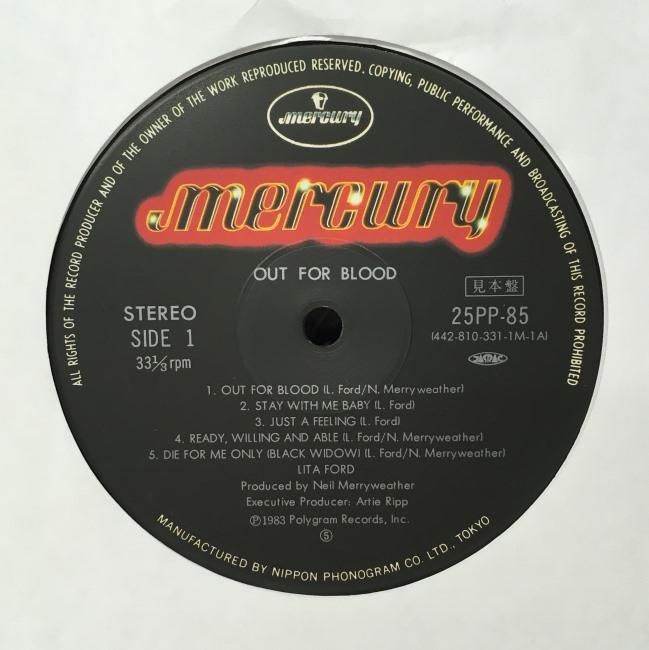 ALL RIGHTS OF THE RECORD PRODUCER AND OF THE OWNER OF THE WORK REPRODUCED RESERVED. COPYING, PUBLIC PERFORMANCE AND BROADCASTING OF THIS RECORD PROHIBITED
mercury
mercury
OUT FOR BLOOD
見本盤
STEREO
SIDE 1
33⅓ rpm
25PP-85
(442-810-331-1M-1A)
JASRAC
1. OUT FOR BLOOD (L. Ford/N. Merryweather)
2. STAY WITH ME BABY (L. Ford)
3. JUST A FEELING (L. Ford)
4. READY, WILLING AND ABLE (L. Ford/N. Merryweather)
5. DIE FOR ME ONLY (BLACK WIDOW) (L. Ford/N. Merryweather)
LITA FORD
Produced by Neil Merryweather
Executive Producer: Artie Ripp
Ⓟ1983 Polygram Records, Inc.
⑤
MANUFACTURED BY NIPPON PHONOGRAM CO. LTD., TOKYO